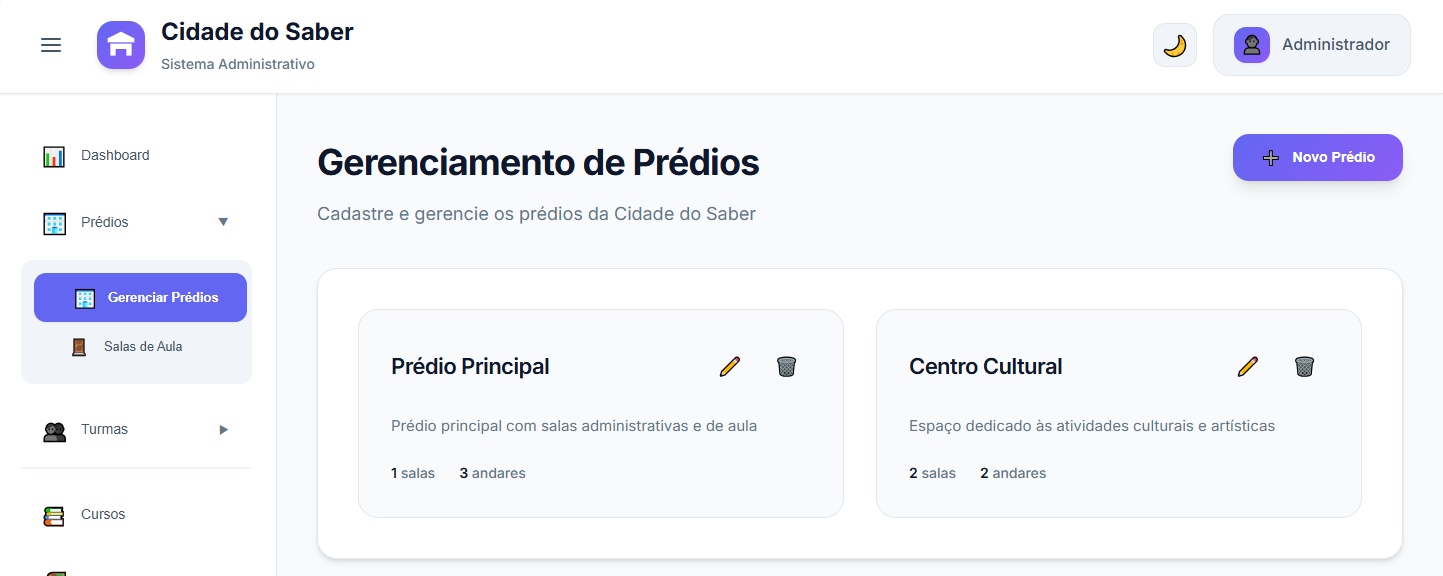 Cidade do Saber
Sistema Administrativo
Administrador
Dashboard
Prédios
Gerenciar Prédios
Salas de Aula
Turmas
Cursos
Gerenciamento de Prédios
Novo Prédio
Cadastre e gerencie os prédios da Cidade do Saber
Prédio Principal
Prédio principal com salas administrativas e de aula
1 salas 3 andares
Centro Cultural
Espaço dedicado às atividades culturais e artísticas
2 salas 2 andares